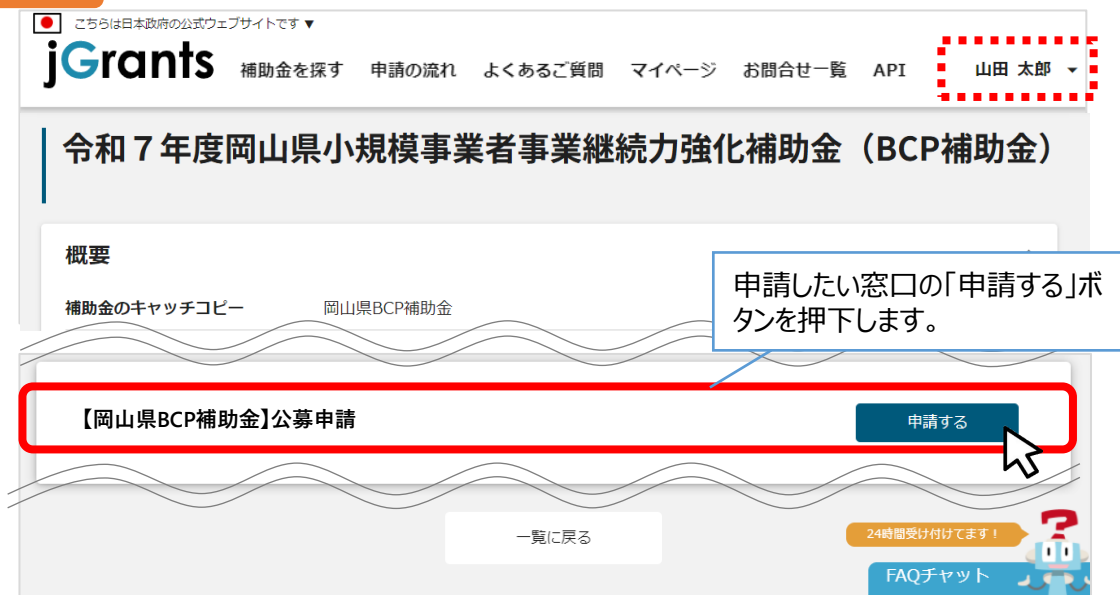 こちらは日本政府の公式ウェブサイトです ▼
jGrants 補助金を探す 申請の流れ よくあるご質問 マイページ お問合せ一覧 API 山田 太郎
令和７年度岡山県小規模事業者事業継続力強化補助金（BCP補助金）
概要
補助金のキャッチコピー 岡山県BCP補助金
申請したい窓口の「申請する」ボ
タンを押下します。
【岡山県BCP補助金】公募申請 申請する
一覧に戻る
24時間受け付けてます！
FAQチャット
?